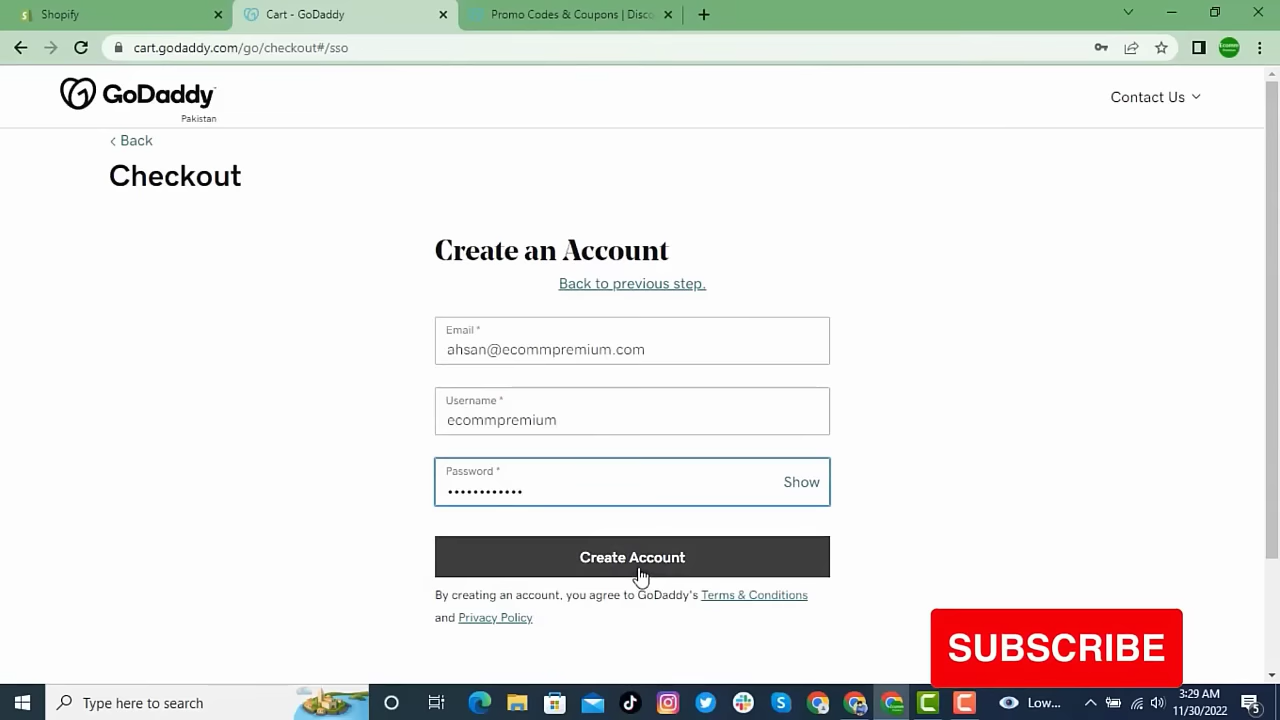 Shopify
Cart - GoDaddy
Promo Codes & Coupons | Disco
cart.godaddy.com/go/checkout#/sso
GoDaddy
Pakistan
Contact Us
Back
Checkout
Create an Account
Back to previous step.
Email *
ahsan@ecommpremium.com
Username *
ecommpremium
Password *
••••••••••••
Show
Create Account
By creating an account, you agree to GoDaddy's Terms & Conditions
and Privacy Policy
SUBSCRIBE
Type here to search
Low...
3:29 AM
11/30/2022
5